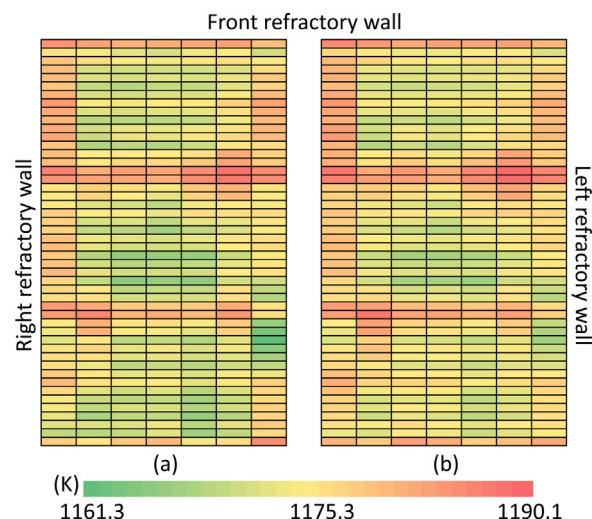 Front refractory wall
Right refractory wall
Left refractory wall
(a)
(b)
(K)
1161.3
1175.3
1190.1